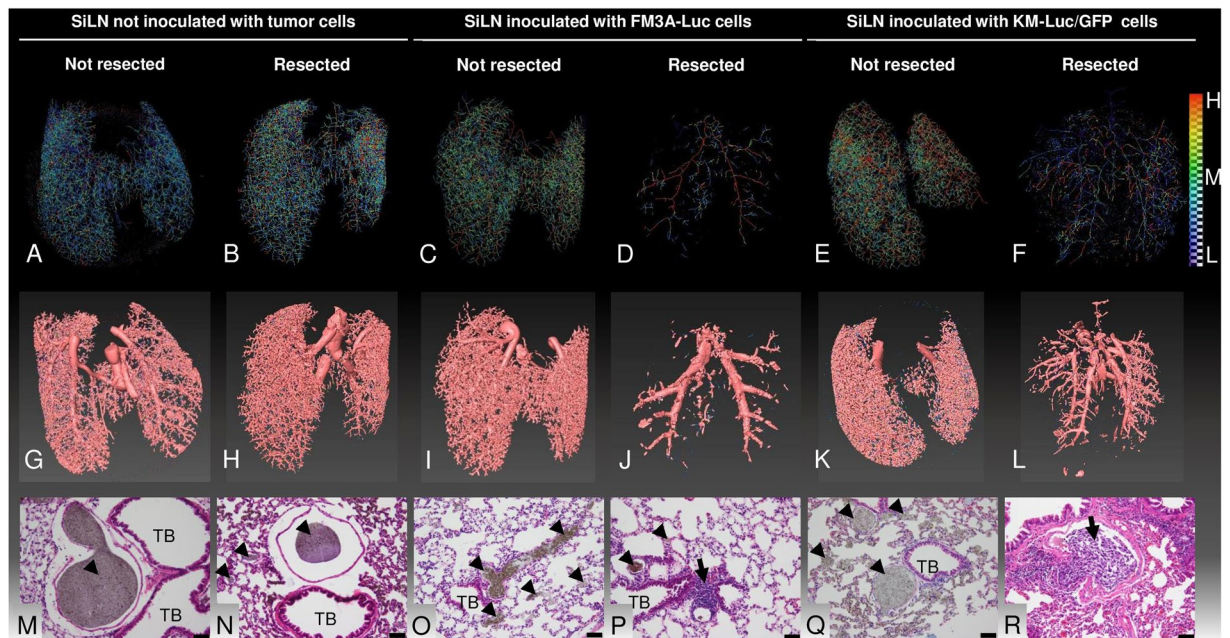 SiLN not inoculated with tumor cells
SiLN inoculated with FM3A-Luc cells
SiLN inoculated with KM-Luc/GFP cells
Not resected
Resected
Not resected
Resected
Not resected
Resected
H
M
L
A
B
C
D
E
F
G
H
I
J
K
L
TB
TB
TB
TB
TB
TB
M
N
O
P
Q
R